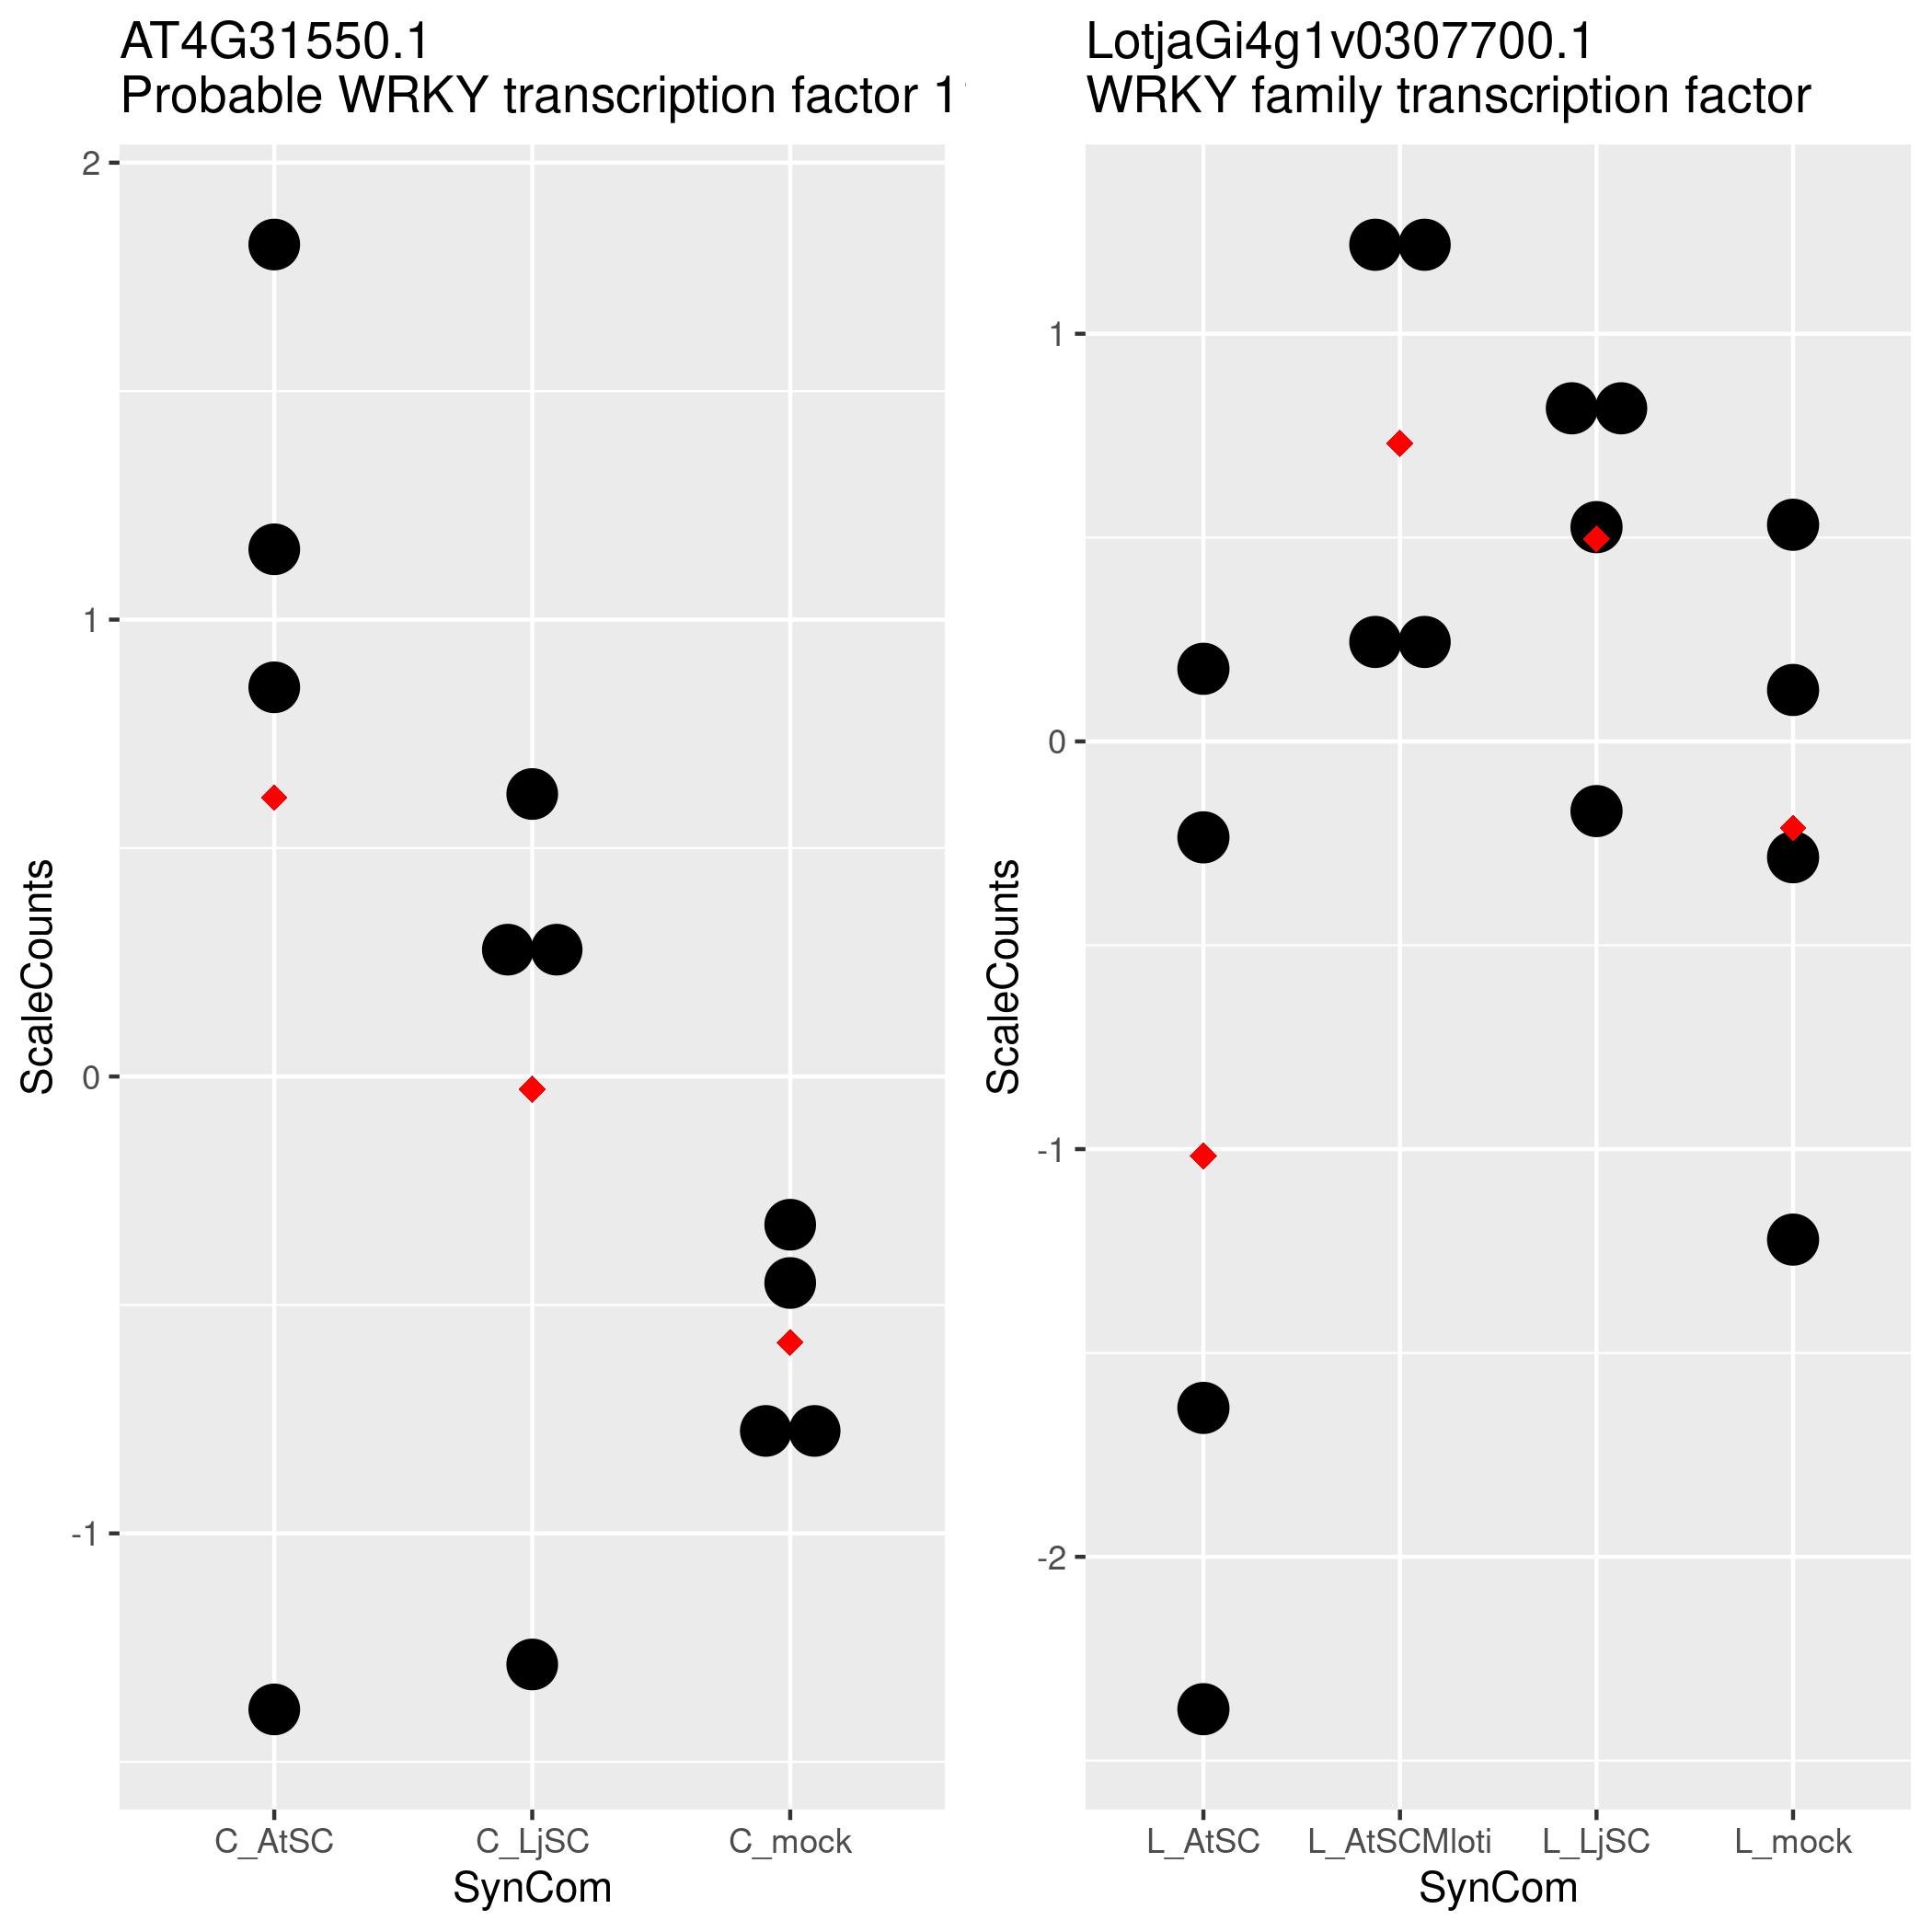 AT4G31550.1
Probable WRKY transcription factor 1
ScaleCounts
2
1
0
-1
C_AtSC
C_LjSC
C_mock
SynCom
LotjaGi4g1v0307700.1
WRKY family transcription factor
ScaleCounts
1
0
-1
-2
L_AtSC
L_AtSCMloti
L_LjSC
L_mock
SynCom